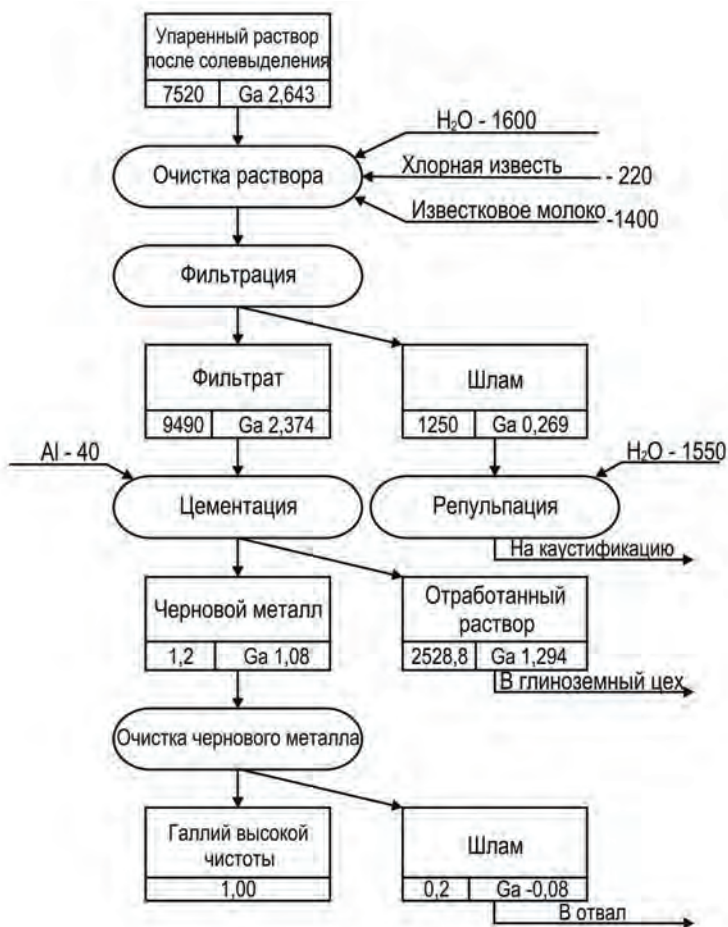 Упаренный раствор
после солевыделения
7520 Ga 2,643
H₂O - 1600
Хлорная известь - 220
Очистка раствора
Известковое молоко -1400
Фильтрация
Фильтрат
9490 Ga 2,374
Шлам
1250 Ga 0,269
Al - 40
H₂O - 1550
Цементация
Репульпация
На каустификацию
Черновой металл
1,2 Ga 1,08
Отработанный
раствор
2528,8 Ga 1,294
В глиноземный цех
Очистка чернового металла
Галлий высокой
чистоты
1,00
Шлам
0,2 Ga -0,08
В отвал